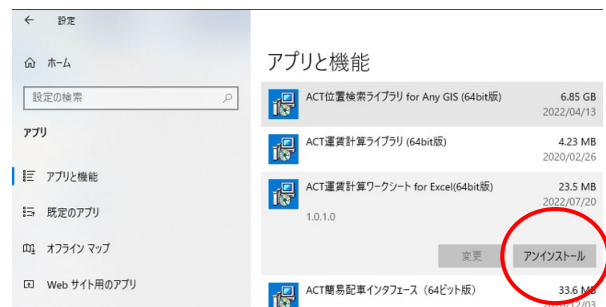 ← 設定
ホーム
設定の検索
アプリ
アプリと機能
既定のアプリ
オフライン マップ
Web サイト用のアプリ
アプリと機能
ACT位置検索ライブラリ for Any GIS (64bit版) 6.85 GB
2022/04/13
ACT運賃計算ライブラリ (64bit版) 4.23 MB
2020/02/26
ACT運賃計算ワークシート for Excel(64bit版) 23.5 MB
2022/07/20
1.0.1.0
変更 アンインストール
ACT簡易配車インタフェース（64ビット版） 33.6 MB
2020/12/03